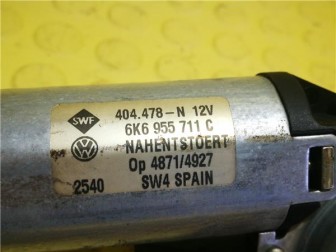 SWF 404.478-N 12V
6K6 955 711 C
NAHENTSTOERT
Op 4871/4927
2540 SW4 SPAIN